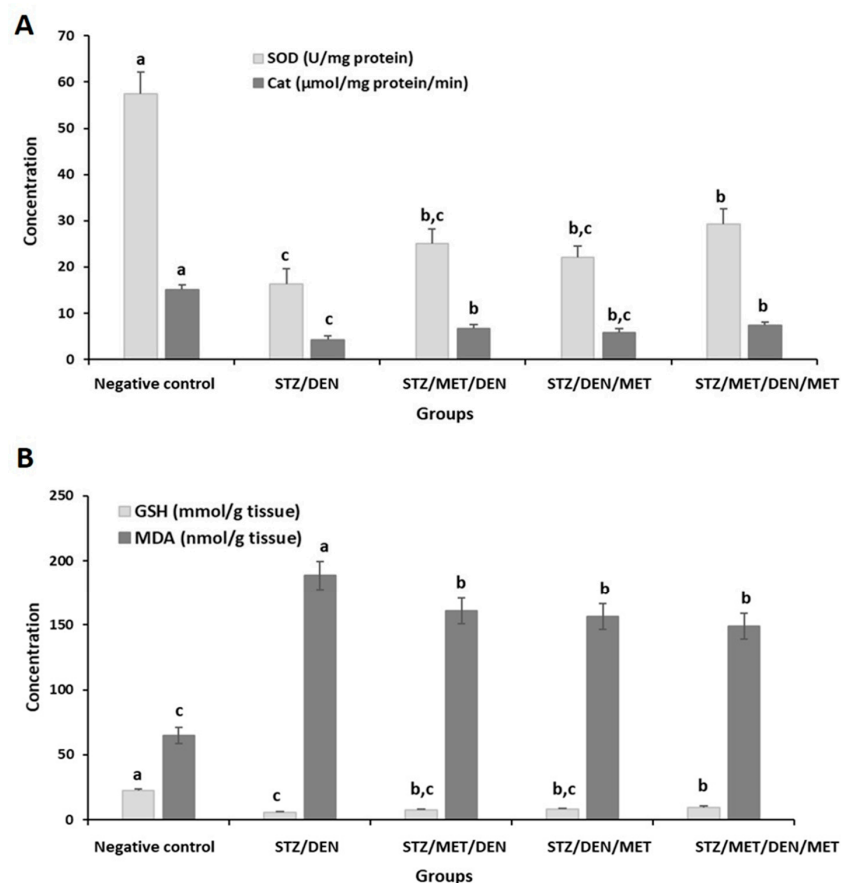 A
70
60
50
40
30
20
10
0
Concentration
SOD (U/mg protein)
Cat (µmol/mg protein/min)
a
a
c
c
b,c
b
b,c
b,c
b
b
Negative control STZ/DEN STZ/MET/DEN STZ/DEN/MET STZ/MET/DEN/MET
Groups
B
250
200
150
100
50
0
Concentration
GSH (mmol/g tissue)
MDA (nmol/g tissue)
a
c
c
a
b,c
b
b,c
b
b
b
Negative control STZ/DEN STZ/MET/DEN STZ/DEN/MET STZ/MET/DEN/MET
Groups